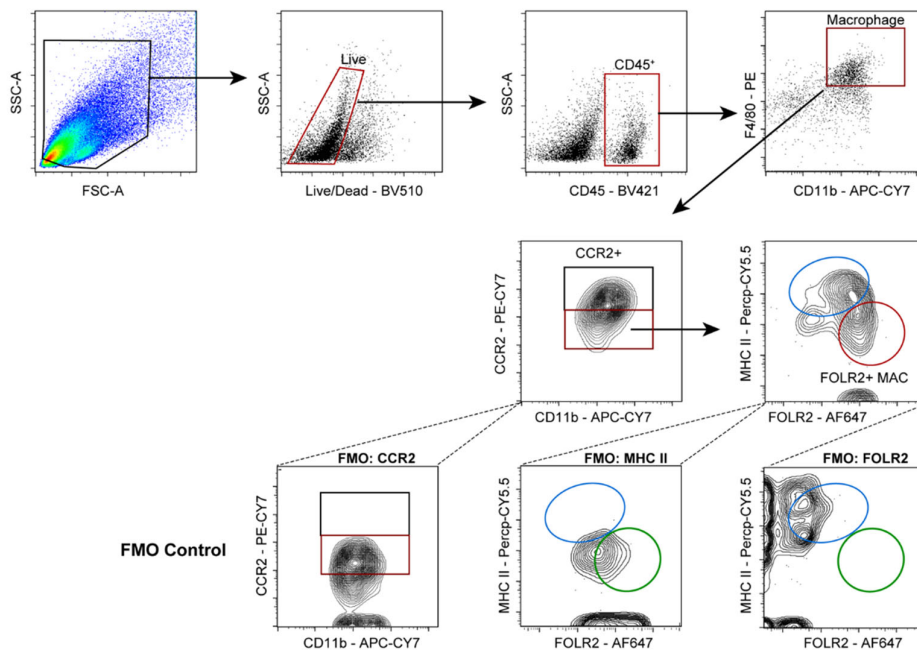 SSC-A
FSC-A
SSC-A
Live
Live/Dead - BV510
SSC-A
CD45+
CD45 - BV421
F4/80 - PE
Macrophage
CD11b - APC-CY7
CCR2 - PE-CY7
CCR2+
CD11b - APC-CY7
MHC II - Percp-CY5.5
FOLR2+ MAC
FOLR2 - AF647
FMO Control
FMO: CCR2
CCR2 - PE-CY7
CD11b - APC-CY7
FMO: MHC II
MHC II - Percp-CY5.5
FOLR2 - AF647
FMO: FOLR2
MHC II - Percp-CY5.5
FOLR2 - AF647